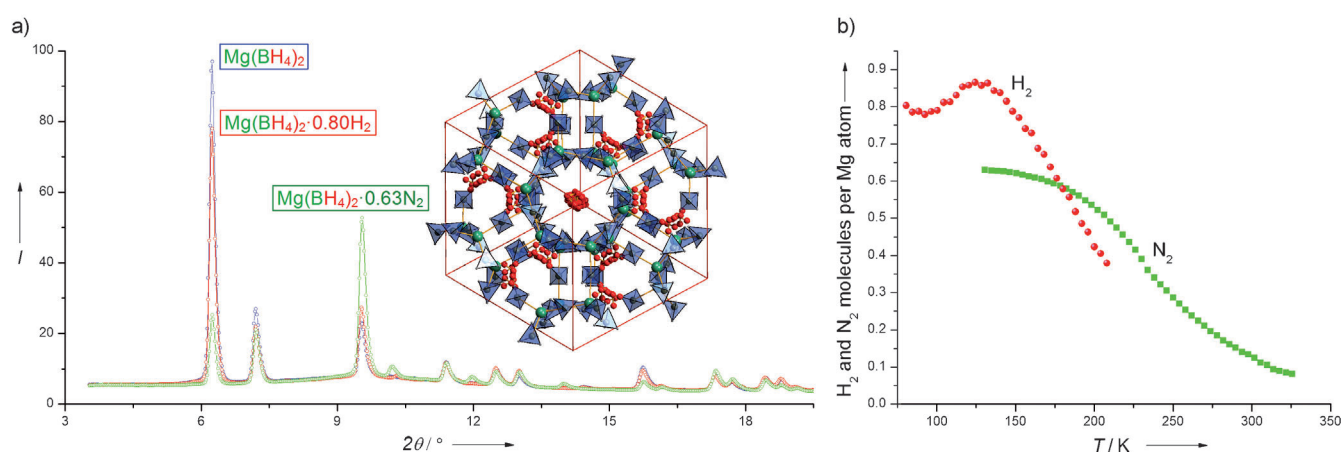 a)
100
80
60
40
20
0
I
Mg(BH₄)₂
Mg(BH₄)₂·0.80H₂
Mg(BH₄)₂·0.63N₂
3
6
9
12
15
18
2θ / °
b)
H₂ and N₂ molecules per Mg atom
0.9
0.8
0.7
0.6
0.5
0.4
0.3
0.2
0.1
0.0
H₂
N₂
100
150
200
250
300
350
T / K